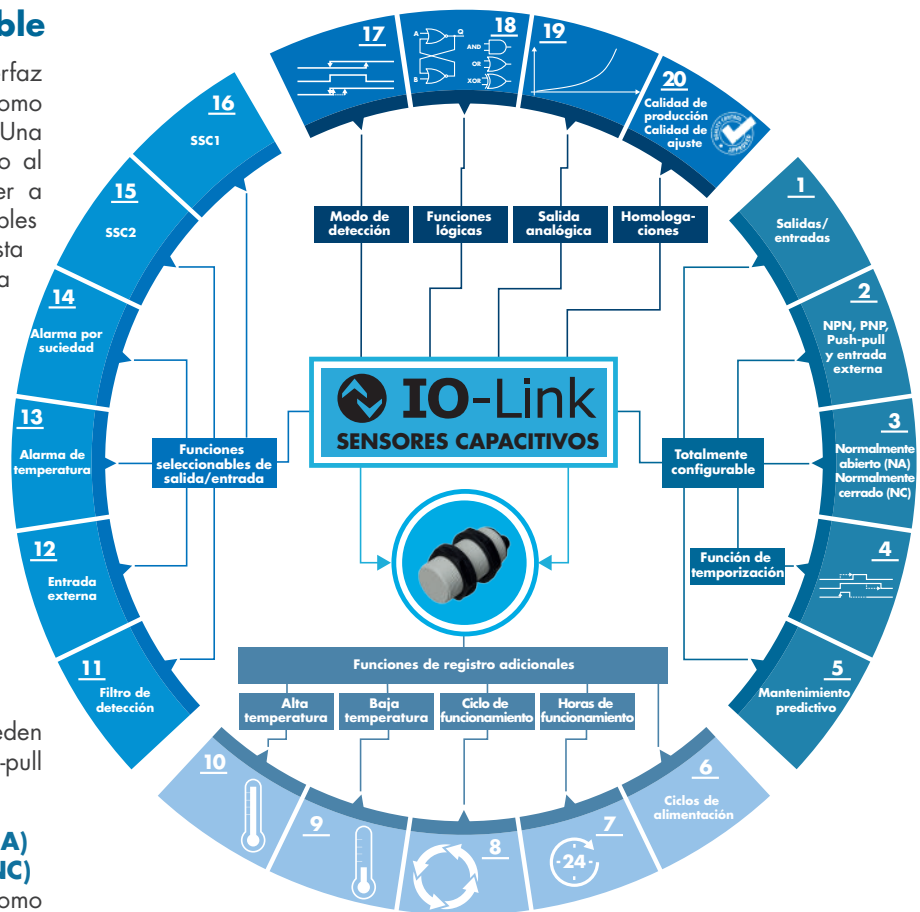 ble
erfaz
omo
Una
o al
er a
bles
sta
a
eden
-pull
A)
NC)
omo
17
18
A
Q
B
AND
OR
XOR
19
20
Calidad de
producción
Calidad de
ajuste
QUALITY CONTROL
APPROVED
16
SSC1
15
SSC2
14
Alarma por
suciedad
13
Alarma de
temperatura
12
Entrada
externa
11
Filtro de
detección
Modo de
detección
Funciones
lógicas
Salida
analógica
Homologa-
ciones
1
Salidas/
entradas
2
NPN, PNP,
Push-pull
y entrada
externa
3
Normalmente
abierto (NA)
Normalmente
cerrado (NC)
4
5
Mantenimiento
predictivo
IO-Link
SENSORES CAPACITIVOS
Funciones
seleccionables de
salida/entrada
Totalmente
configurable
Función de
temporización
Funciones de registro adicionales
Alta
temperatura
Baja
temperatura
Ciclo de
funcionamiento
Horas de
funcionamiento
10
9
8
7
-24-
6
Ciclos de
alimentación